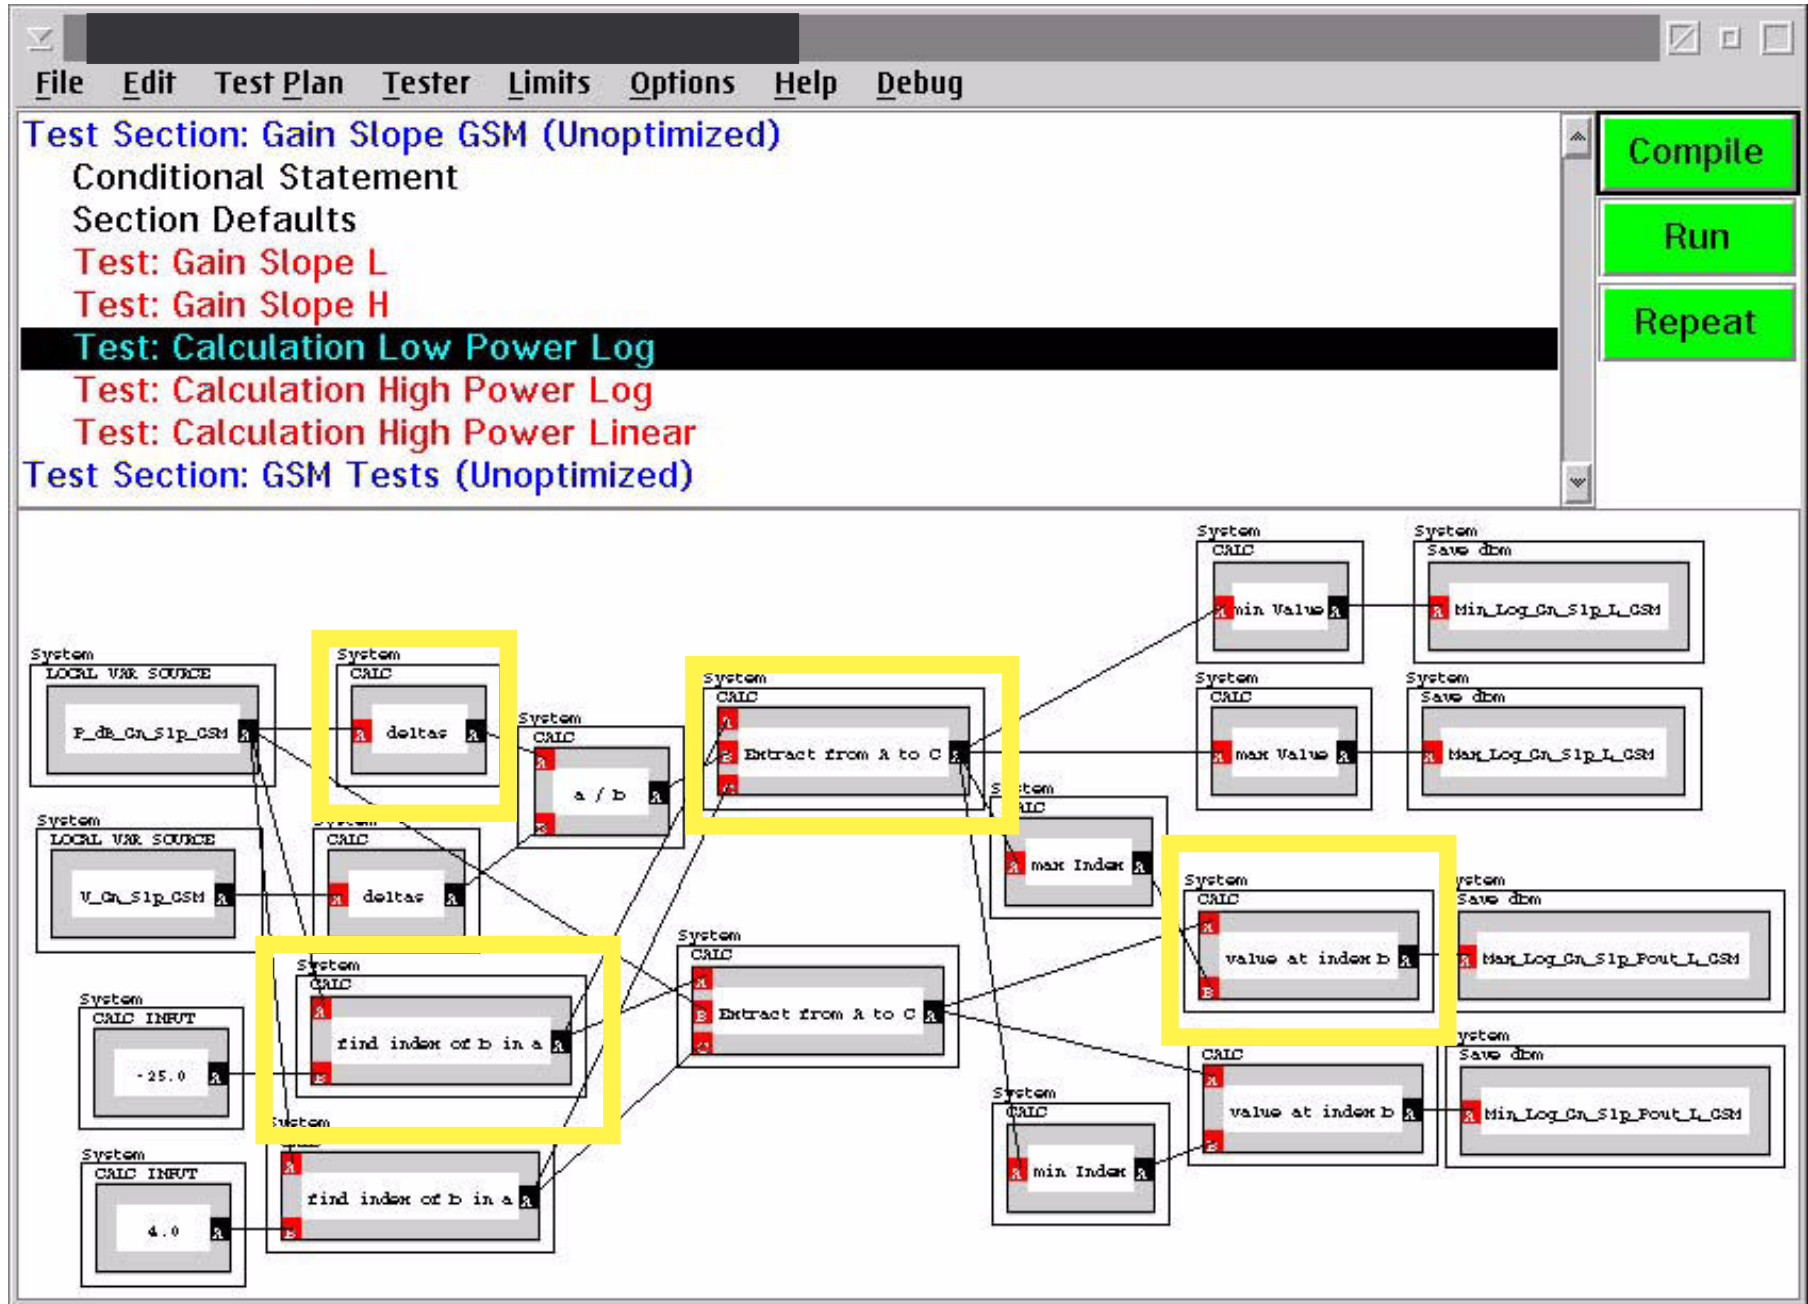 File Edit Test Plan Tester Limits Options Help Debug
Test Section: Gain Slope GSM (Unoptimized)
Conditional Statement
Section Defaults
Test: Gain Slope L
Test: Gain Slope H
Test: Calculation Low Power Log
Test: Calculation High Power Log
Test: Calculation High Power Linear
Test Section: GSM Tests (Unoptimized)
Compile
Run
Repeat
System
CALC
A min Value A
System
Save dbm
A Min_Log_Gn_Slp_L_GSM
System
LOCAL VAR SOURCE
P_dB_Gn_Slp_GSM A
System
CALC
A deltas A
System
CALC
A
B
C
Extract from A to C A
System
CALC
A max Value A
System
Save dbm
A Max_Log_Gn_Slp_L_GSM
System
CALC
A
B
a / b A
System
CALC
A max Index A
System
LOCAL VAR SOURCE
V_Gn_Slp_GSM A
CALC
A deltas A
System
CALC
A
B
value at index b A
System
Save dbm
A Max_Log_Gn_Slp_Pout_L_GSM
System
CALC
A
B
find index of b in a A
System
CALC
A
B
C
Extract from A to C A
System
CALC INPUT
-25.0 A
CALC
A
B
value at index b A
System
Save dbm
A Min_Log_Gn_Slp_Pout_L_GSM
System
CALC
A min Index A
System
CALC INPUT
4.0 A
System
CALC
A
B
find index of b in a A